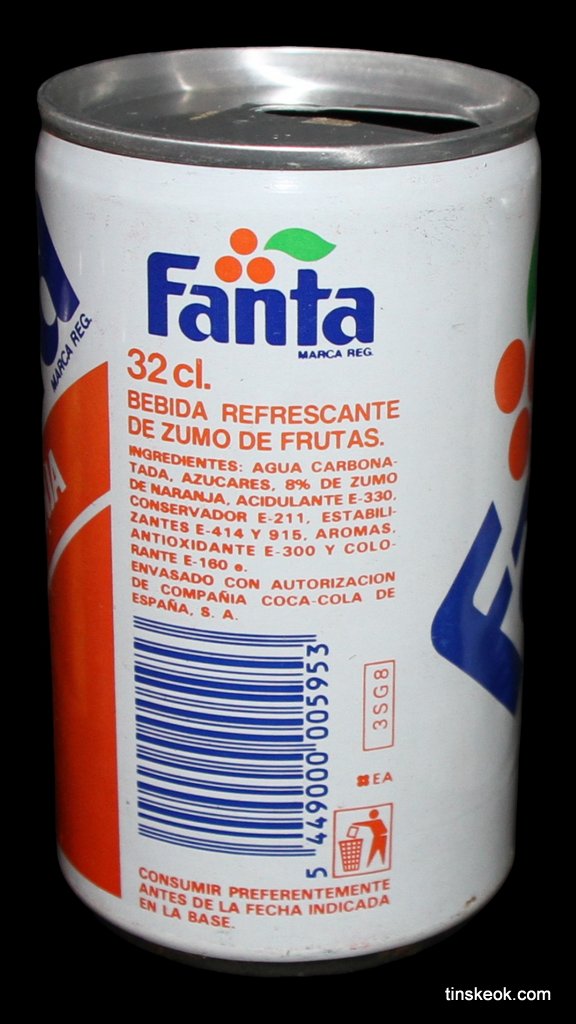 Fanta
MARCA REG.
MARCA REG.
32 cl.
BEBIDA REFRESCANTE
DE ZUMO DE FRUTAS.
INGREDIENTES: AGUA CARBONA-
TADA, AZUCARES, 8% DE ZUMO
DE NARANJA, ACIDULANTE E-330,
CONSERVADOR E-211, ESTABILI-
ZANTES E-414 Y 915, AROMAS,
ANTIOXIDANTE E-300 Y COLO-
RANTE E-160 e.
ENVASADO CON AUTORIZACION
DE COMPAÑIA COCA-COLA DE
ESPAÑA, S. A.
5 449000 005953
3SG8
EA
CONSUMIR PREFERENTEMENTE
ANTES DE LA FECHA INDICADA
EN LA BASE.
tinskeok.com